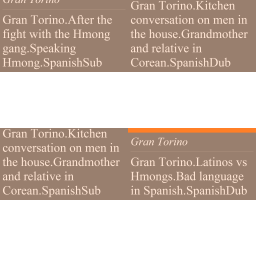 Gran Torino
Gran Torino.After the
fight with the Hmong
gang.Speaking
Hmong.SpanishSub
Gran Torino.Kitchen
conversation on men in
the house.Grandmother
and relative in
Corean.SpanishDub
Gran Torino.Kitchen
conversation on men in
the house.Grandmother
and relative in
Corean.SpanishSub
Gran Torino
Gran Torino.Latinos vs
Hmongs.Bad language
in Spanish.SpanishDub